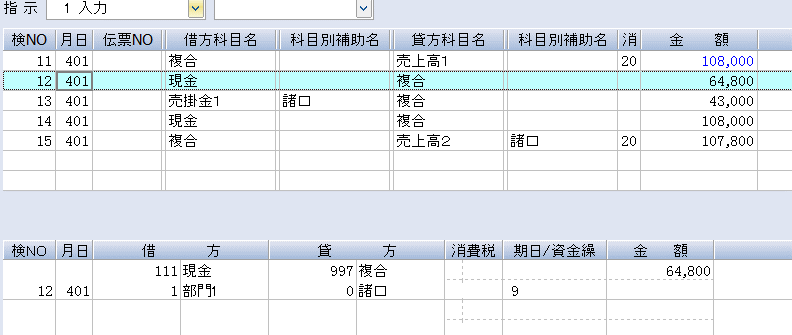 指示 1 入力
検NO 月日 伝票NO 借方科目名 科目別補助名 貸方科目名 科目別補助名 消 金 額
11 401 複合 売上高1 20 108,000
12 401 現金 複合 64,800
13 401 売掛金1 諸口 複合 43,000
14 401 現金 複合 108,000
15 401 複合 売上高2 諸口 20 107,800
検NO 月日 借 方 貸 方 消費税 期日/資金繰 金 額
111 現金 997 複合 64,800
12 401 1 部門1 0 諸口 9